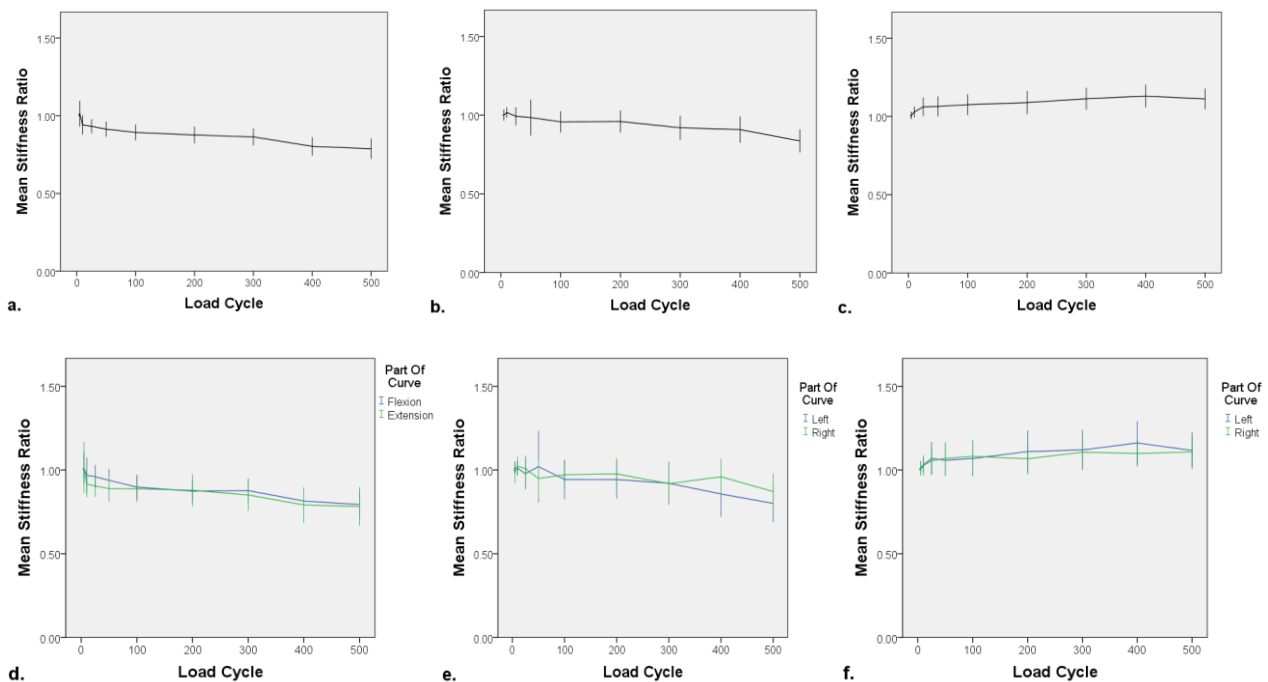 1.50
1.00
0.50
0.00
Mean Stiffness Ratio
0 100 200 300 400 500
Load Cycle
a.
1.50
1.00
0.50
0.00
Mean Stiffness Ratio
0 100 200 300 400 500
Load Cycle
b.
1.50
1.00
0.50
0.00
Mean Stiffness Ratio
0 100 200 300 400 500
Load Cycle
c.
1.50
1.00
0.50
0.00
Mean Stiffness Ratio
0 100 200 300 400 500
Load Cycle
Part Of
Curve
Flexion
Extension
d.
1.50
1.00
0.50
0.00
Mean Stiffness Ratio
0 100 200 300 400 500
Load Cycle
Part Of
Curve
Left
Right
e.
1.50
1.00
0.50
0.00
Mean Stiffness Ratio
0 100 200 300 400 500
Load Cycle
Part Of
Curve
Left
Right
f.